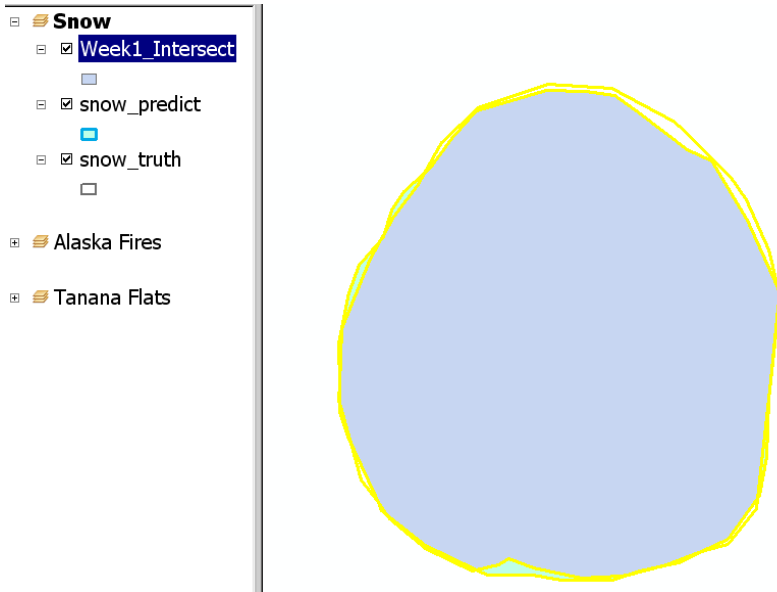 Snow
Week1_Intersect
snow_predict
snow_truth
Alaska Fires
Tanana Flats